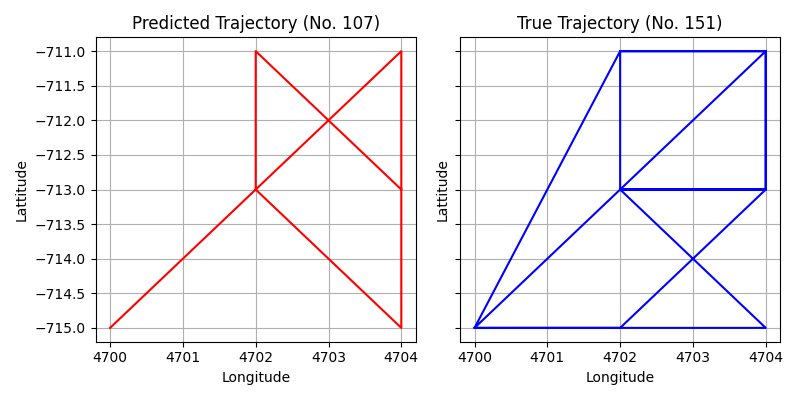 Predicted Trajectory (No. 107)
True Trajectory (No. 151)
−711.0
−711.5
−712.0
−712.5
−713.0
−713.5
−714.0
−714.5
−715.0
Lattitude
Lattitude
4700 4701 4702 4703 4704
4700 4701 4702 4703 4704
Longitude
Longitude